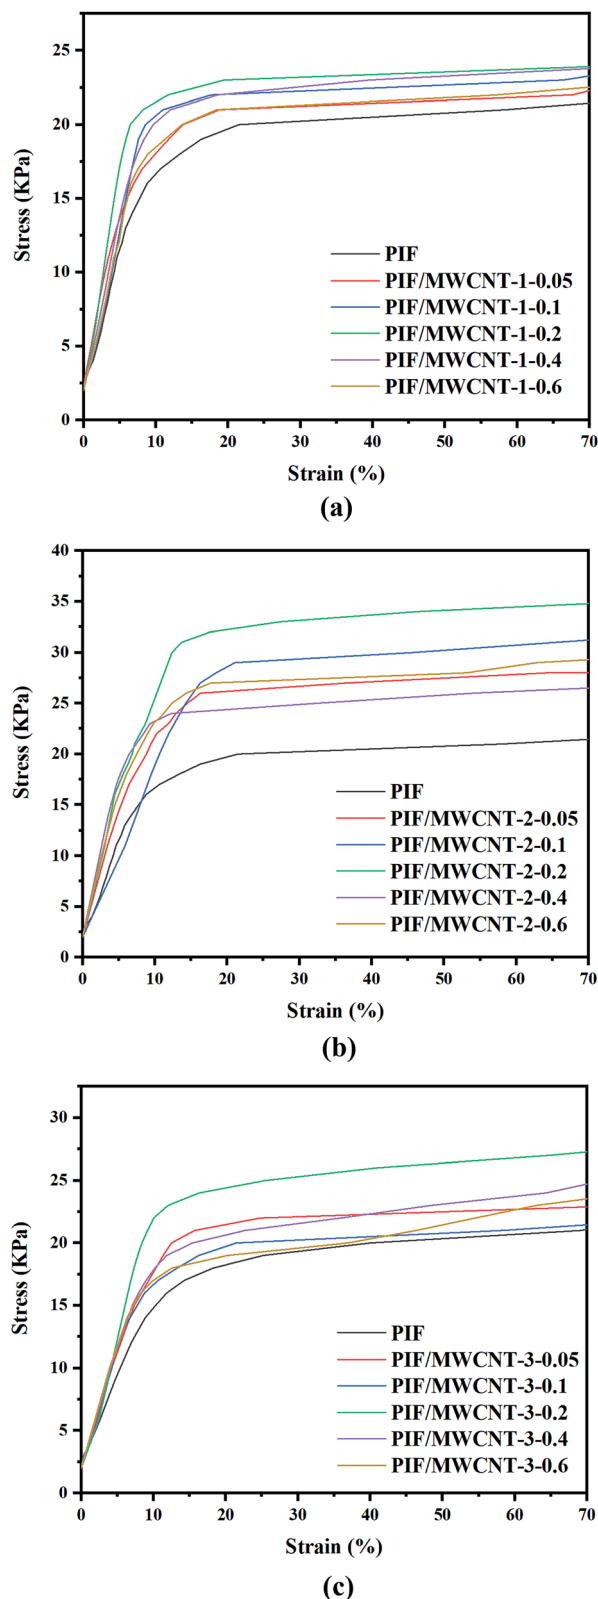 25
20
15
10
5
0
Stress (KPa)
PIF
PIF/MWCNT-1-0.05
PIF/MWCNT-1-0.1
PIF/MWCNT-1-0.2
PIF/MWCNT-1-0.4
PIF/MWCNT-1-0.6
0 10 20 30 40 50 60 70
Strain (%)
(a)
40
35
30
25
20
15
10
5
0
Stress (KPa)
PIF
PIF/MWCNT-2-0.05
PIF/MWCNT-2-0.1
PIF/MWCNT-2-0.2
PIF/MWCNT-2-0.4
PIF/MWCNT-2-0.6
0 10 20 30 40 50 60 70
Strain (%)
(b)
30
25
20
15
10
5
0
Stress (KPa)
PIF
PIF/MWCNT-3-0.05
PIF/MWCNT-3-0.1
PIF/MWCNT-3-0.2
PIF/MWCNT-3-0.4
PIF/MWCNT-3-0.6
0 10 20 30 40 50 60 70
Strain (%)
(c)